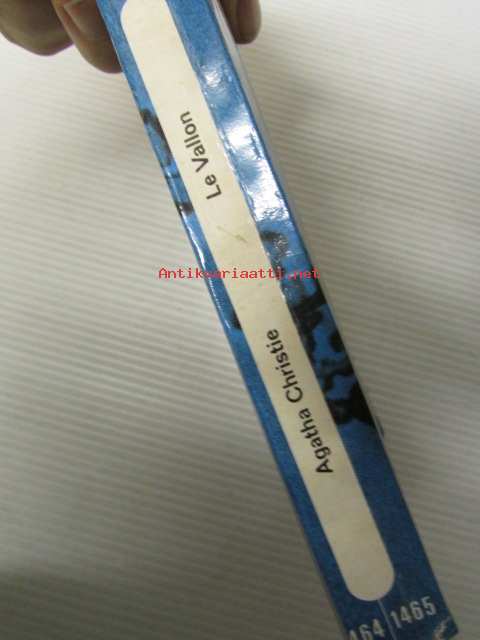 Le Vallon
Antikvariaatti.net
Agatha Christie
464 1465